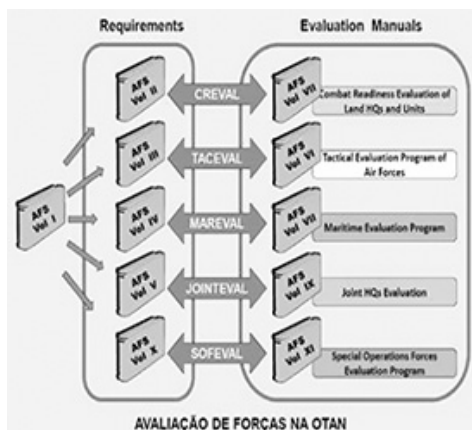 Requirements
Evaluation Manuals
AFS
Vol I
AFS
Vol II
CREVAL
AFS
Vol VII
Combat Readiness Evaluation of
Land HQs and Units
AFS
Vol III
TACEVAL
AFS
Vol VI
Tactical Evaluation Program of
Air Forces
AFS
Vol IV
MAREVAL
AFS
Vol VII
Maritime Evaluation Program
AFS
Vol V
JOINTEVAL
AFS
Vol IX
Joint HQs Evaluation
AFS
Vol X
SOFEVAL
AFS
Vol XI
Special Operations Forces
Evaluation Program
AVALIAÇÃO DE FORÇAS NA OTAN